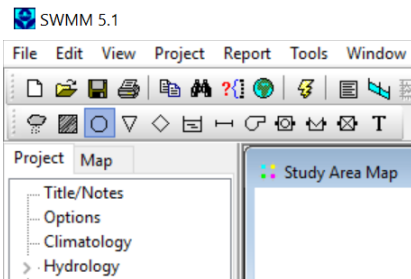 SWMM 5.1
File Edit View Project Report Tools Window
?{}
T
Project Map
Study Area Map
Title/Notes
Options
Climatology
Hydrology